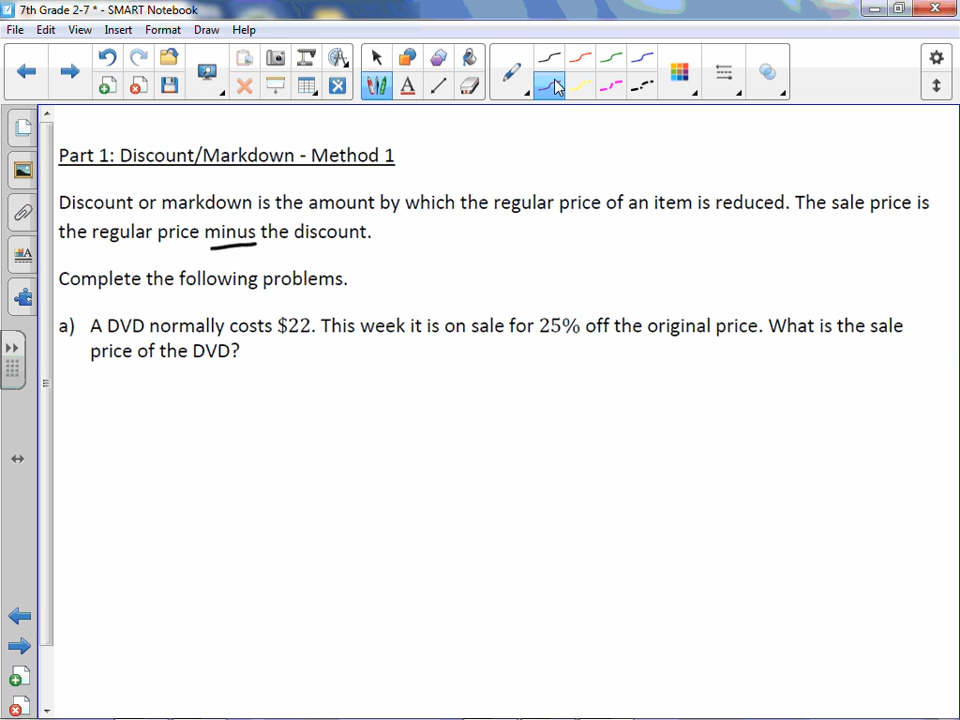 7th Grade 2-7 * - SMART Notebook
File Edit View Insert Format Draw Help
Part 1: Discount/Markdown - Method 1
Discount or markdown is the amount by which the regular price of an item is reduced. The sale price is
the regular price minus the discount.
Complete the following problems.
a) A DVD normally costs $22. This week it is on sale for 25% off the original price. What is the sale
price of the DVD?